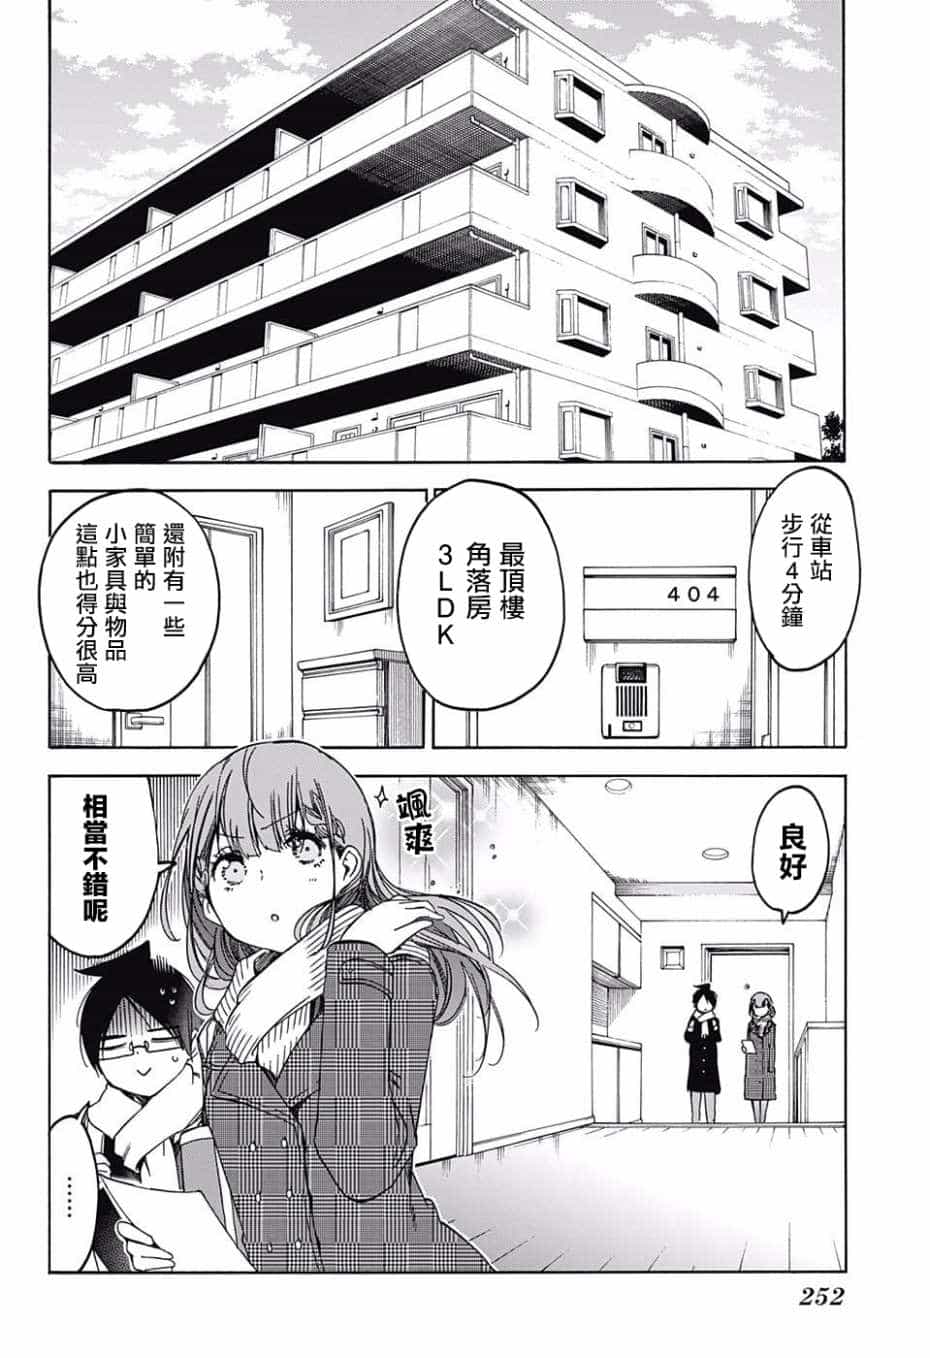 從車站
步行4分鐘
404
最頂樓
角落房
3LDK
還附有一些
簡單的
小家具與物品
這點也得分很高
良好
颯爽
相當不錯呢
……
252